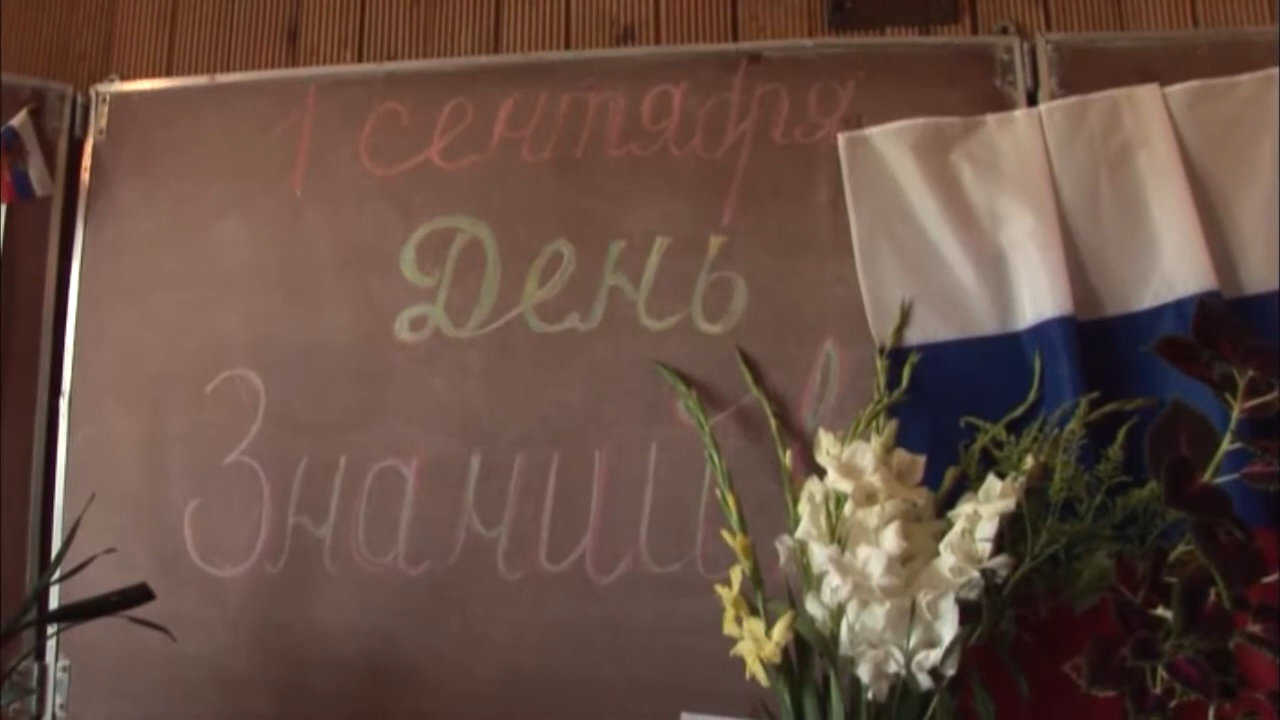 1 сентября
День
Знаний!